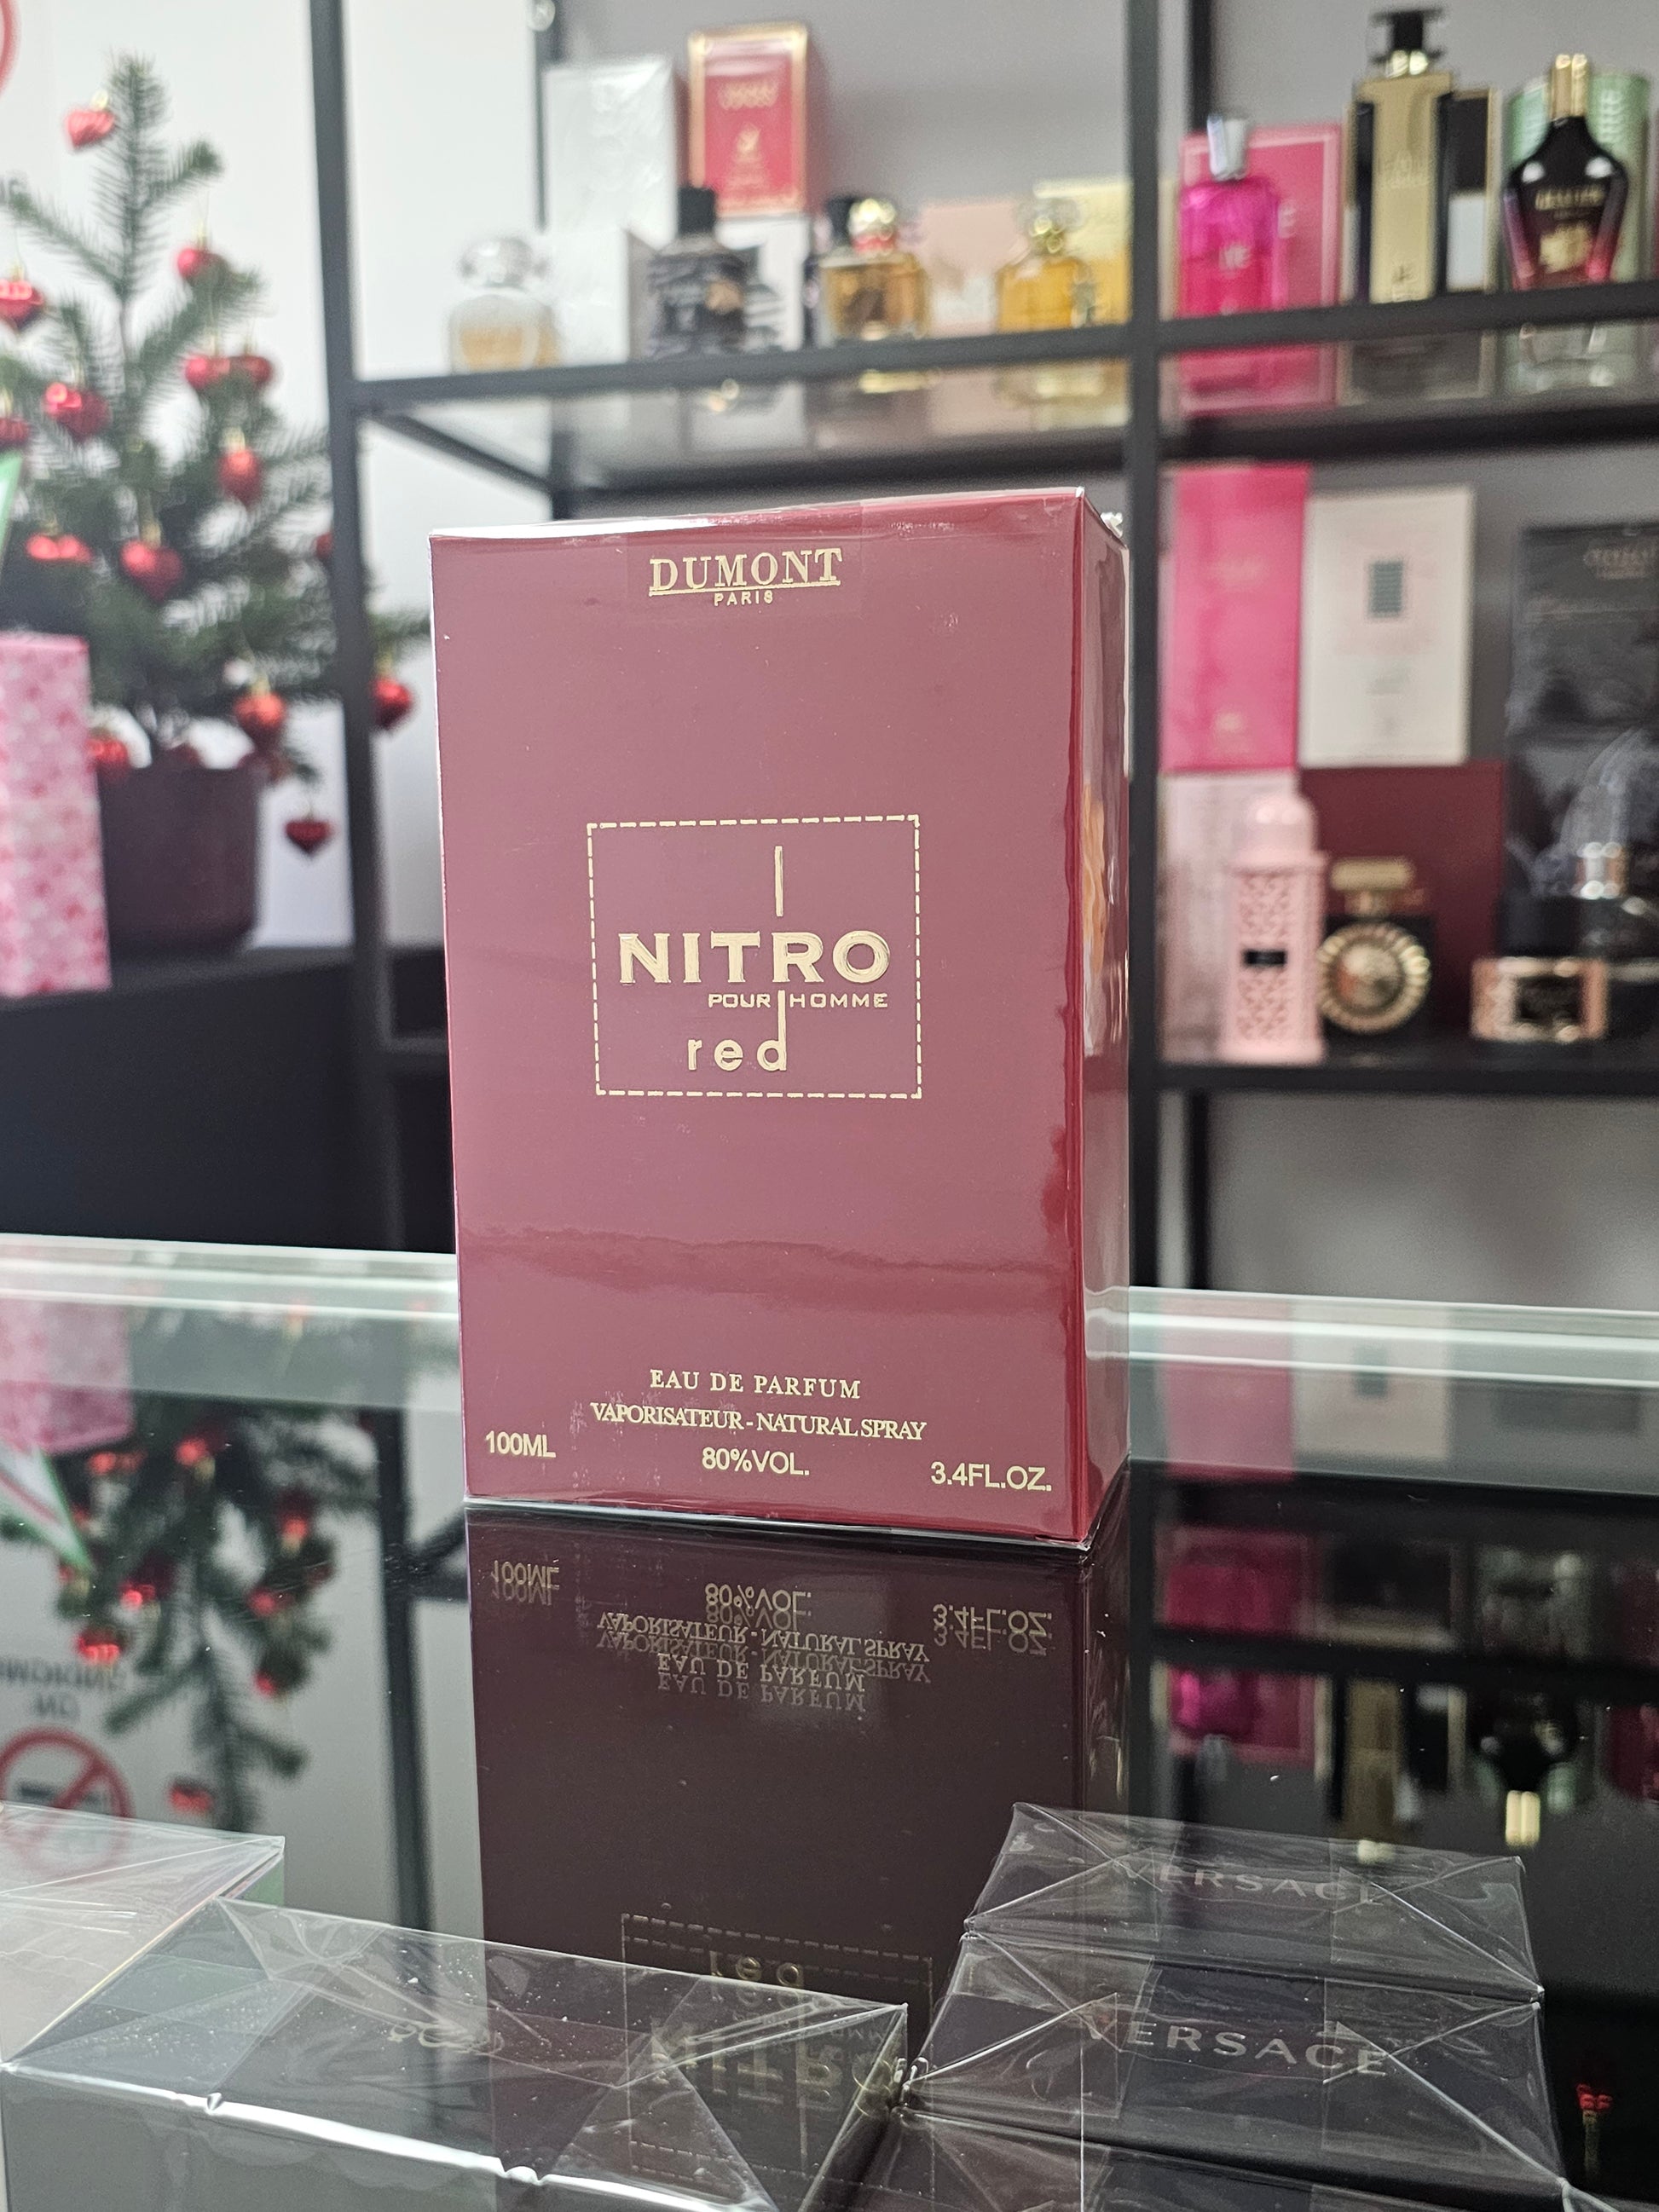 DUMONT
PARIS
NITRO
POUR HOMME
red
EAU DE PARFUM
VAPORISATEUR - NATURAL SPRAY
100ML
80%VOL.
3.4FL.OZ.
VERSACE
VERSACE